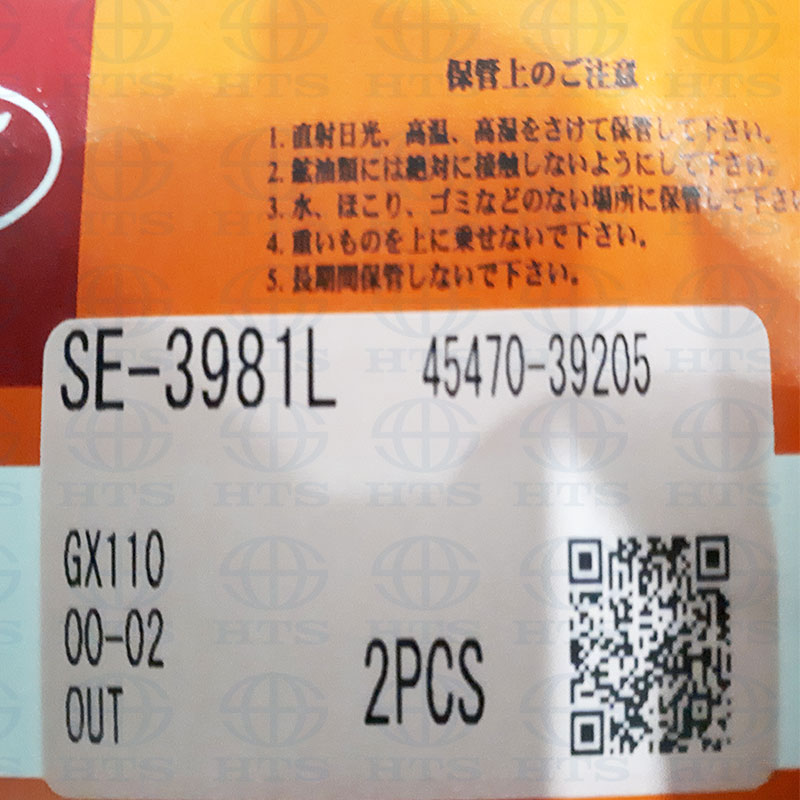 保管上のご注意
1. 直射日光、高温、高湿をさけて保管して下さい。
2. 鉱油類には絶対に接触しないようにして下さい。
3. 水、ほこり、ゴミなどのない場所に保管して下さい
4. 重いものを上に乗せないで下さい。
5. 長期間保管しないで下さい。
SE-3981L 45470-39205
GX110
00-02
OUT
2PCS
HTS